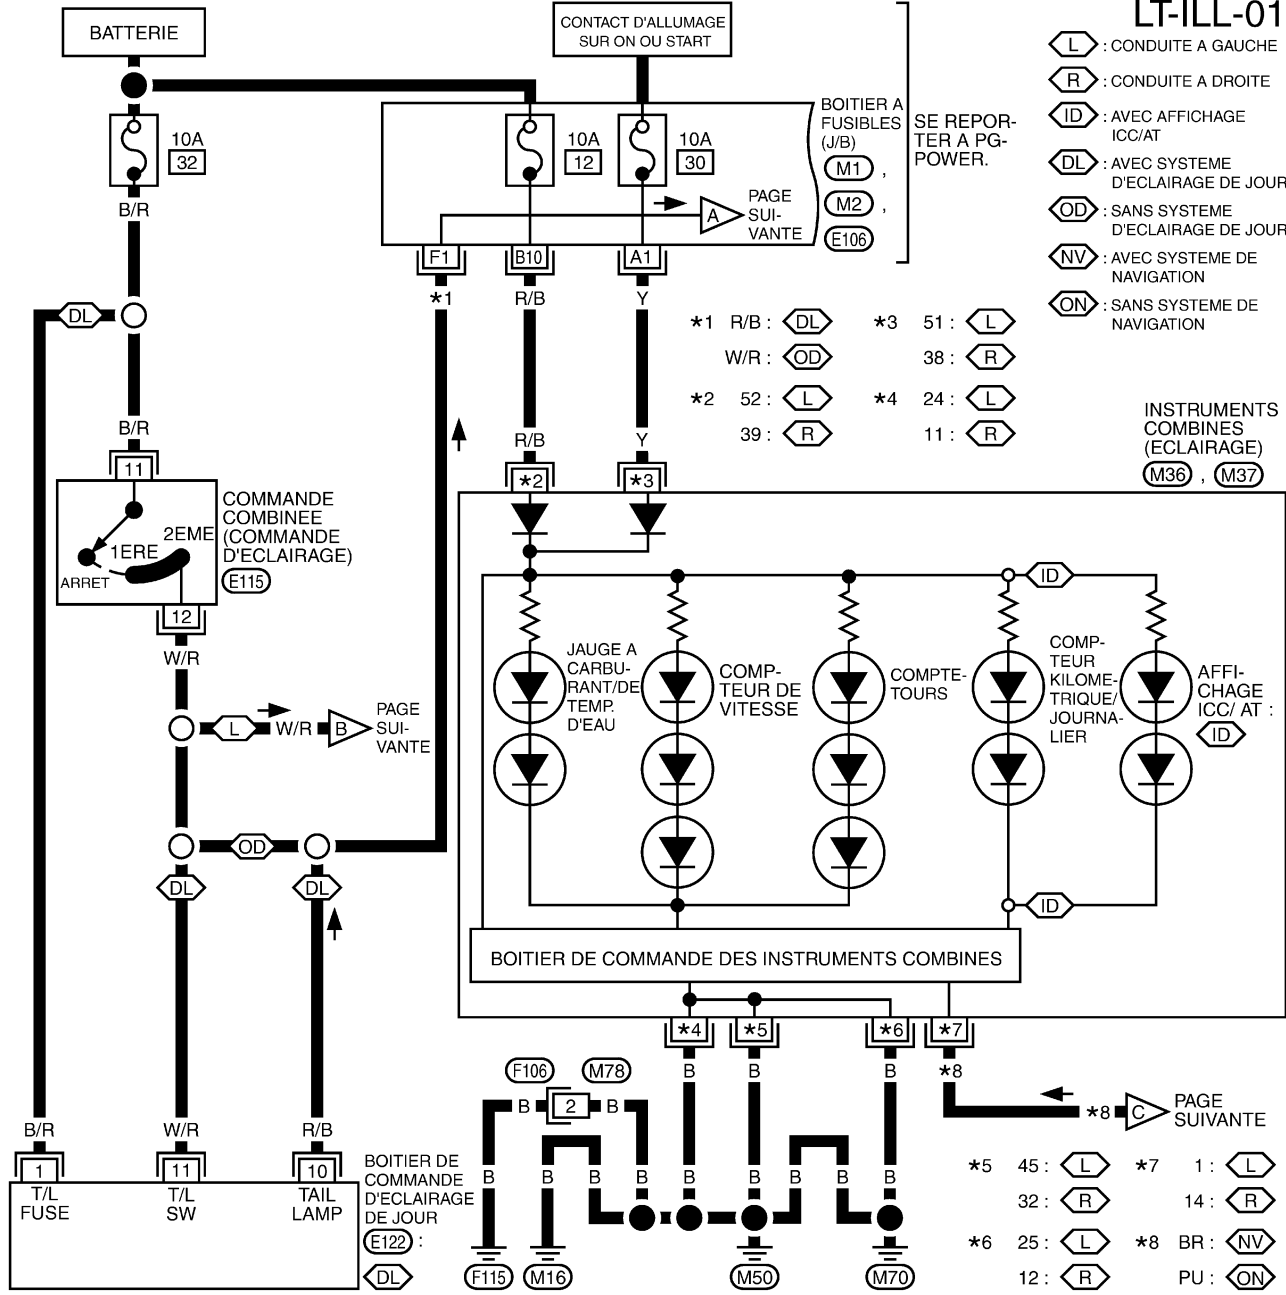 LT-ILL-01
BATTERIE
CONTACT D'ALLUMAGE
SUR ON OU START
L : CONDUITE A GAUCHE
R : CONDUITE A DROITE
ID : AVEC AFFICHAGE
ICC/AT
DL : AVEC SYSTEME
D'ECLAIRAGE DE JOUR
OD : SANS SYSTEME
D'ECLAIRAGE DE JOUR
NV : AVEC SYSTEME DE
NAVIGATION
ON : SANS SYSTEME DE
NAVIGATION
10A
32
10A
12
10A
30
BOITIER A
FUSIBLES
(J/B)
M1 ,
M2 ,
E106
SE REPOR-
TER A PG-
POWER.
A
PAGE
SUI-
VANTE
B/R
F1
B10
A1
*1
R/B
Y
DL
*1 R/B : DL
W/R : OD
*2 52 : L
39 : R
*3 51 : L
38 : R
*4 24 : L
11 : R
B/R
R/B
Y
11
*2
*3
INSTRUMENTS
COMBINES
(ECLAIRAGE)
M36 , M37
COMMANDE
COMBINEE
(COMMANDE
D'ECLAIRAGE)
E115
ARRET
1ERE
2EME
12
W/R
ID
JAUGE A
CARBU-
RANT/DE
TEMP.
D'EAU
COMP-
TEUR DE
VITESSE
COMPTE-
TOURS
COMP-
TEUR
KILOME-
TRIQUE/
JOURNA-
LIER
AFFI-
CHAGE
ICC/ AT :
ID
L
W/R
B
PAGE
SUI-
VANTE
OD
DL
DL
ID
BOITIER DE COMMANDE DES INSTRUMENTS COMBINES
*4
*5
*6
*7
B
B
B
*8
F106
M78
B
2
B
*8
C
PAGE
SUIVANTE
B/R
W/R
R/B
1
11
10
T/L
FUSE
T/L
SW
TAIL
LAMP
BOITIER DE
COMMANDE
D'ECLAIRAGE
DE JOUR
E122 :
DL
B
B
B
B
B
B
B
B
B
F115
M16
M50
M70
*5 45 : L
32 : R
*6 25 : L
12 : R
*7 1 : L
14 : R
*8 BR : NV
PU : ON